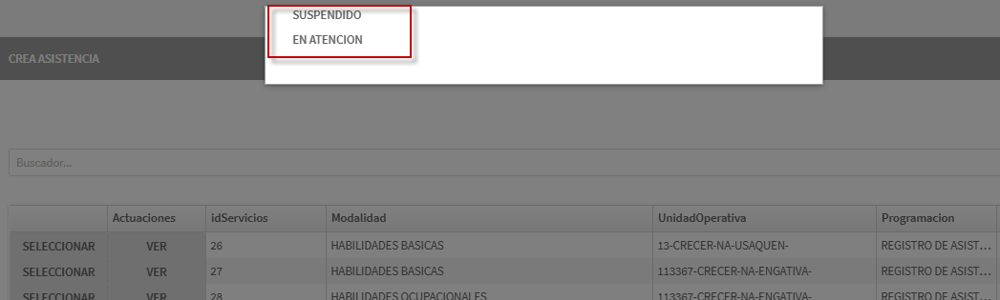 SUSPENDIDO
EN ATENCION
CREA ASISTENCIA
Buscador...
Actuaciones idServicios Modalidad UnidadOperativa Programacion
SELECCIONAR VER 26 HABILIDADES BASICAS 13-CRECER-NA-USAQUEN- REGISTRO DE ASIST...
SELECCIONAR VER 27 HABILIDADES BASICAS 113367-CRECER-NA-ENGATIVA- REGISTRO DE ASIST...
SELECCIONAR VER 28 HABILIDADES OCUPACIONALES 113367-CRECER-NA-ENGATIVA- REGISTRO DE ASIST...